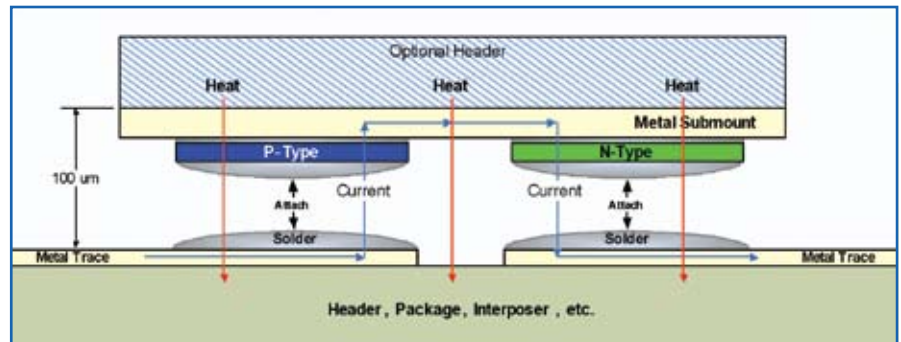 Optional Header
Heat Heat Heat
Metal Submount
P-Type N-Type
100 um
Current Current
Attach Attach
Solder Solder
Metal Trace Metal Trace
Header, Package, Interposer, etc.